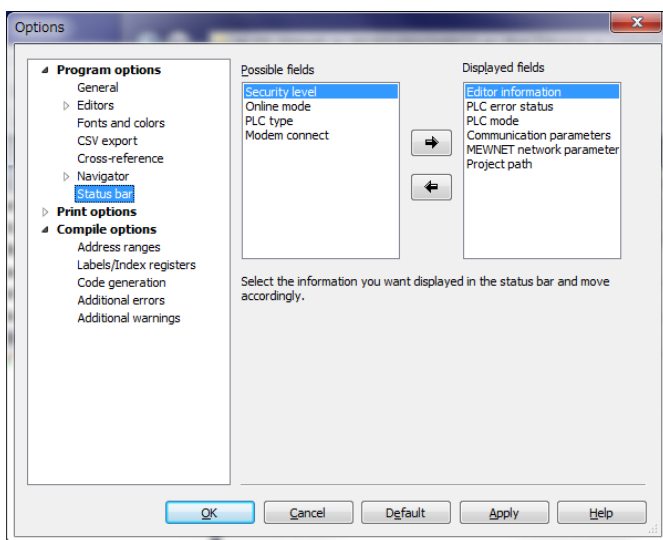 Options
Program options
General
Editors
Fonts and colors
CSV export
Cross-reference
Navigator
Status bar
Print options
Compile options
Address ranges
Labels/Index registers
Code generation
Additional errors
Additional warnings
Possible fields
Security level
Online mode
PLC type
Modem connect
Displayed fields
Editor information
PLC error status
PLC mode
Communication parameters
MEWNET network parameter
Project path
Select the information you want displayed in the status bar and move
accordingly.
OK
Cancel
Default
Apply
Help